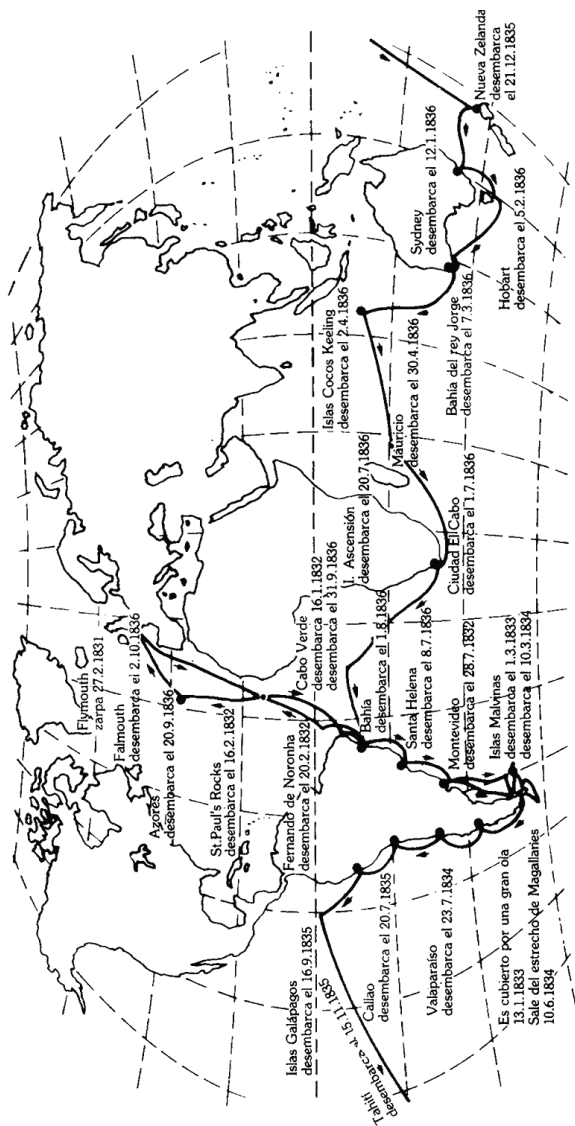 Plymouth
zarpa 27.2.1831
Falmouth
desembarca el 2.10.1836
Azores
desembarca el 20.9.1836
St.Paul's Rocks
desembarca el 16.2.1832
Fernando de Noronha
desembarca el 20.2.1832
Islas Galápagos
desembarca el 16.9.1835
Tahití
desembarca el 15.11.1835
Callao
desembarca el 20.7.1835
Valaparaíso
desembarca el 23.7.1834
Es cubierto por una gran ola
13.1.1833
Sale del estrecho de Magallaries
10.6.1834
Cabo Verde
desembarca 16.1.1832
desembarca el 31.9.1836
I. Ascensión
desembarca el 20.7.1836
Bahía
desembarca el 1.8.1836
Santa Helena
desembarca el 8.7.1836
Montevideo
desembarca el 28.7.1832
Islas Malvinas
desembarca el 1.3.1833
desembarca el 10.3.1834
Ciudad El Cabo
desembarca el 1.7.1836
Mauricio
desembarca el 30.4.1836
Islas Cocos Keeling
desembarca el 2.4.1836
Bahía del rey Jorge
desembarca el 7.3.1836
Sydney
desembarca el 12.1.1836
Hobart
desembarca el 5.2.1836
Nueva Zelanda
desembarca
el 21.12.1835